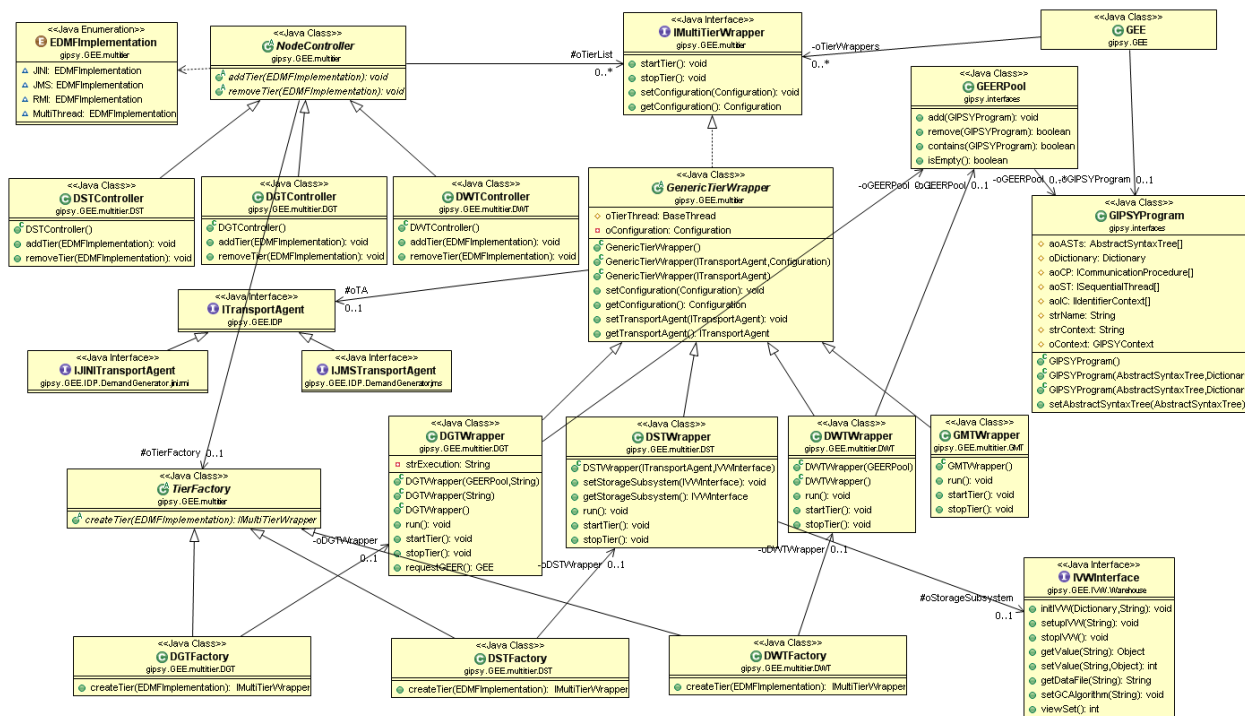 <<Java Enumeration>>
EDMFImplementation
gipsy.GEE.multitier
JINI: EDMFImplementation
JMS: EDMFImplementation
RMI: EDMFImplementation
MultiThread: EDMFImplementation
<<Java Class>>
NodeController
gipsy.GEE.multitier
addTier(EDMFImplementation): void
removeTier(EDMFImplementation): void
#oTierList
0..*
<<Java Interface>>
IMultiTierWrapper
gipsy.GEE.multitier
startTier(): void
stopTier(): void
setConfiguration(Configuration): void
getConfiguration(): Configuration
-oTierWrappers
0..*
<<Java Class>>
GEE
gipsy.GEE
<<Java Class>>
GEERPool
gipsy.interfaces
add(GIPSYProgram): void
remove(GIPSYProgram): boolean
contains(GIPSYProgram): boolean
isEmpty(): boolean
<<Java Class>>
DSTController
gipsy.GEE.multitier.DST
DSTController()
addTier(EDMFImplementation): void
removeTier(EDMFImplementation): void
<<Java Class>>
DGTController
gipsy.GEE.multitier.DGT
DGTController()
addTier(EDMFImplementation): void
removeTier(EDMFImplementation): void
<<Java Class>>
DWTController
gipsy.GEE.multitier.DWT
DWTController()
addTier(EDMFImplementation): void
removeTier(EDMFImplementation): void
<<Java Class>>
GenericTierWrapper
gipsy.GEE.multitier
oTierThread: BaseThread
oConfiguration: Configuration
GenericTierWrapper()
GenericTierWrapper(ITransportAgent,Configuration)
GenericTierWrapper(ITransportAgent)
setConfiguration(Configuration): void
getConfiguration(): Configuration
setTransportAgent(ITransportAgent): void
getTransportAgent(): ITransportAgent
-oGEERPool
-oGEERPool 0..1
-oGEERPool
0..*
#oGIPSYProgram
0..1
<<Java Class>>
GIPSYProgram
gipsy.interfaces
aoASTs: AbstractSyntaxTree[]
oDictionary: Dictionary
aoCP: ICommunicationProcedure[]
aoST: ISequentialThread[]
aoIC: IIdentifierContext[]
strName: String
strContext: String
oContext: GIPSYContext
GIPSYProgram()
GIPSYProgram(AbstractSyntaxTree,Dictionar
GIPSYProgram(AbstractSyntaxTree,Dictionar
setAbstractSyntaxTree(AbstractSyntaxTree)
#oTA
0..1
<<Java Interface>>
ITransportAgent
gipsy.GEE.IDP
<<Java Interface>>
IJINITransportAgent
gipsy.GEE.IDP.DemandGenerator.jini.rmi
<<Java Interface>>
IJMSTransportAgent
gipsy.GEE.IDP.DemandGenerator.jms
#oTierFactory 0..1
<<Java Class>>
TierFactory
gipsy.GEE.multitier
createTier(EDMFImplementation): IMultiTierWrapper
<<Java Class>>
DGTWrapper
gipsy.GEE.multitier.DGT
strExecution: String
DGTWrapper(GEERPool,String)
DGTWrapper(String)
DGTWrapper()
run(): void
startTier(): void
stopTier(): void
requestGEER(): GEE
<<Java Class>>
DSTWrapper
gipsy.GEE.multitier.DST
DSTWrapper(ITransportAgent,IVWInterface)
setStorageSubsystem(IVWInterface): void
getStorageSubsystem(): IVWInterface
run(): void
startTier(): void
stopTier(): void
<<Java Class>>
DWTWrapper
gipsy.GEE.multitier.DWT
DWTWrapper(GEERPool)
DWTWrapper()
run(): void
startTier(): void
stopTier(): void
<<Java Class>>
GMTWrapper
gipsy.GEE.multitier.GMT
GMTWrapper()
run(): void
startTier(): void
stopTier(): void
-oDGTWrapper
0..1
-oDSTWrapper 0..1
-oDWTWrapper 0..1
#oStorageSubsystem
0..1
<<Java Interface>>
IVWInterface
gipsy.GEE.IVW.Warehouse
initIVW(Dictionary,String): void
setupIVW(String): void
stopIVW(): void
getValue(String): Object
setValue(String,Object): int
getDataFile(String): String
setGCAlgorithm(String): void
viewSet(): int
<<Java Class>>
DGTFactory
gipsy.GEE.multitier.DGT
createTier(EDMFImplementation): IMultiTierWrapper
<<Java Class>>
DSTFactory
gipsy.GEE.multitier.DST
createTier(EDMFImplementation): IMultiTierWrapper
<<Java Class>>
DWTFactory
gipsy.GEE.multitier.DWT
createTier(EDMFImplementation): IMultiTierWrapper